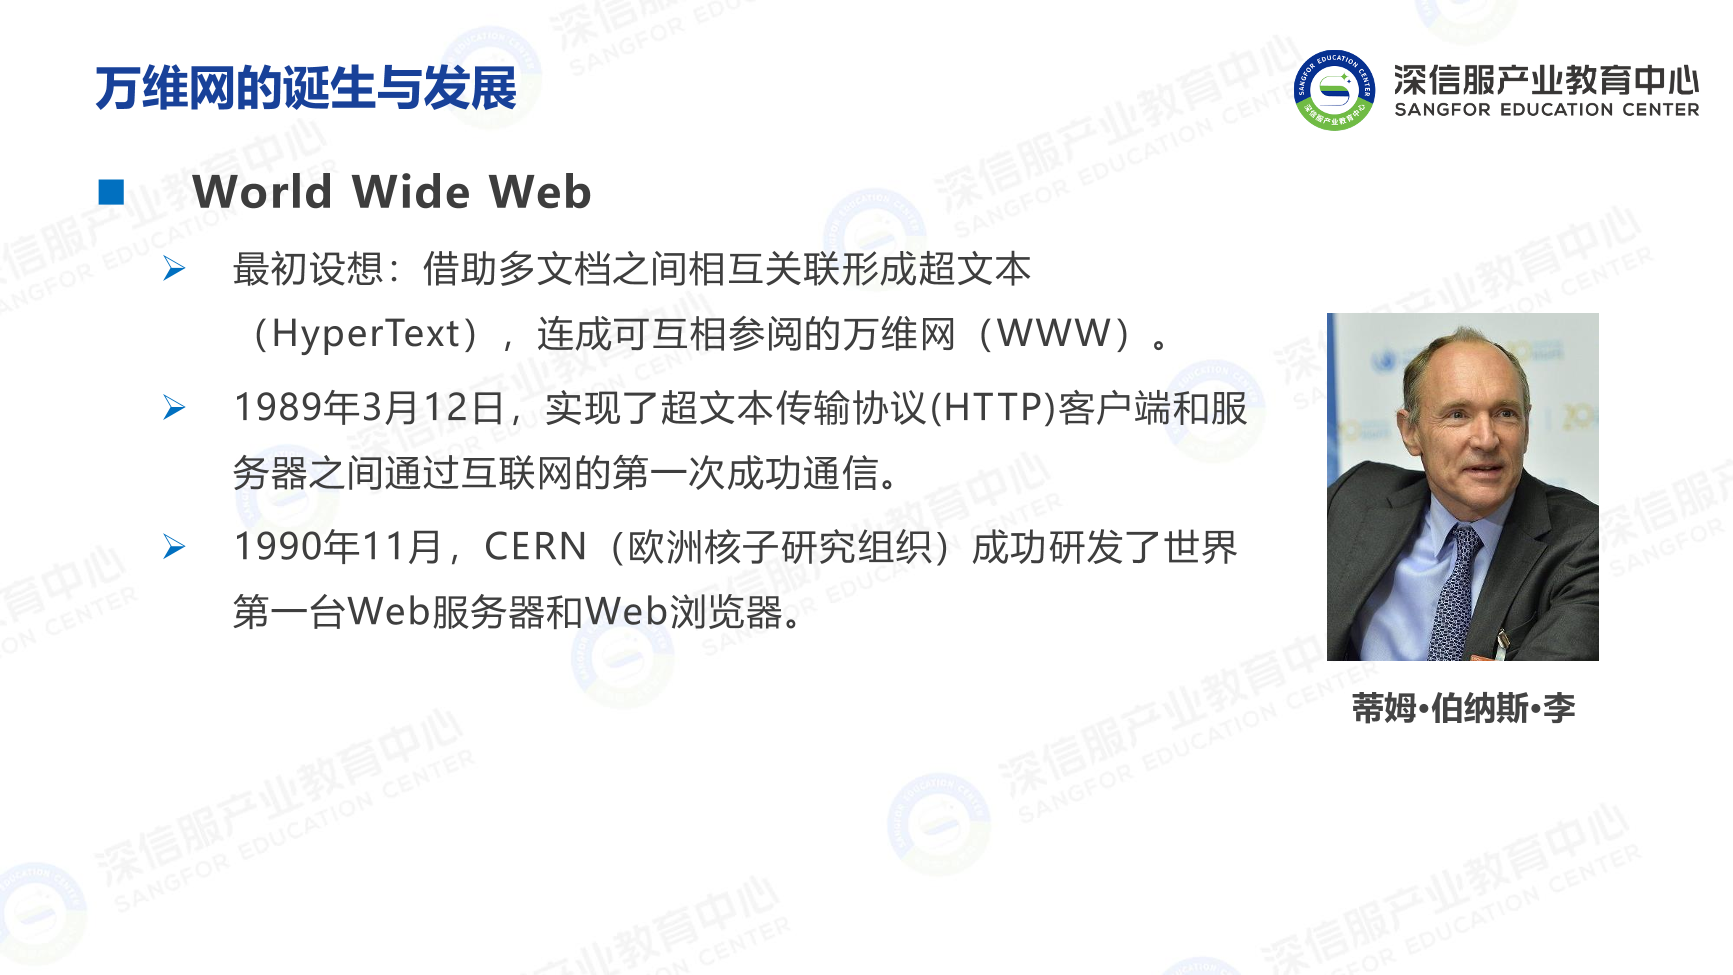 万维网的诞生与发展
深信服产业教育中心
SANGFOR EDUCATION CENTER
World Wide Web
最初设想：借助多文档之间相互关联形成超文本
（HyperText），连成可互相参阅的万维网（WWW）。
1989年3月12日，实现了超文本传输协议(HTTP)客户端和服
务器之间通过互联网的第一次成功通信。
1990年11月，CERN（欧洲核子研究组织）成功研发了世界
第一台Web服务器和Web浏览器。
蒂姆•伯纳斯•李